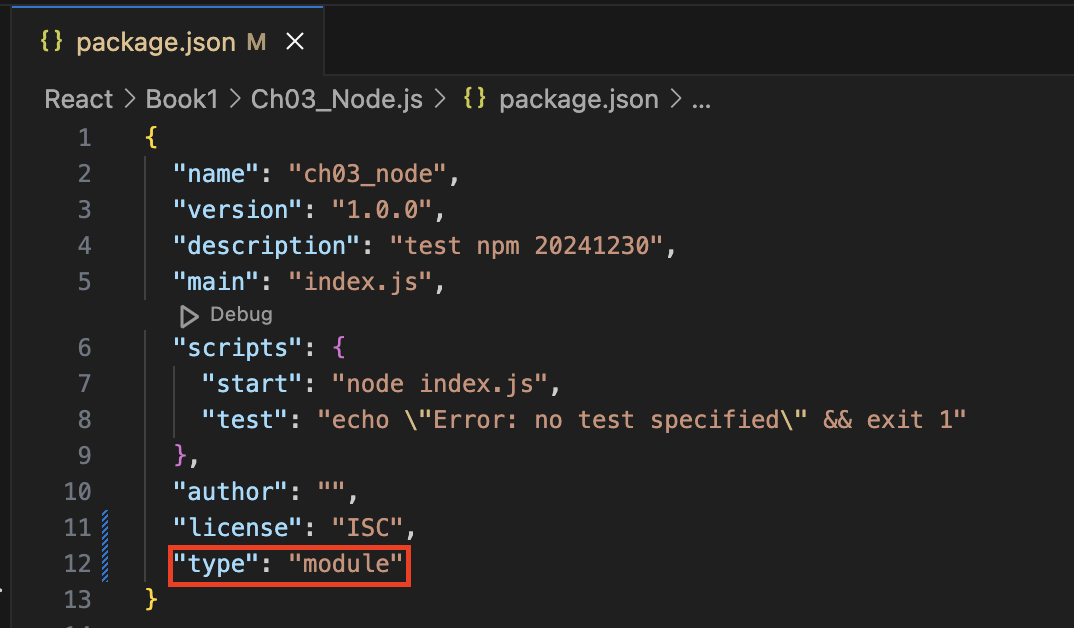 {} package.json M ×
React > Book1 > Ch03_Node.js > {} package.json > ...
1 {
2 "name": "ch03_node",
3 "version": "1.0.0",
4 "description": "test npm 20241230",
5 "main": "index.js",
Debug
6 "scripts": {
7 "start": "node index.js",
8 "test": "echo \"Error: no test specified\" && exit 1"
9 },
10 "author": "",
11 "license": "ISC",
12 "type": "module"
13 }